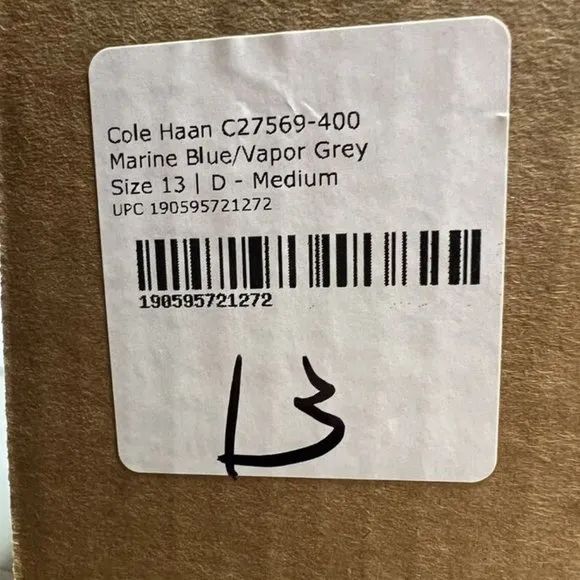 Cole Haan C27569-400
Marine Blue/Vapor Grey
Size 13 | D - Medium
UPC 190595721272
190595721272
13